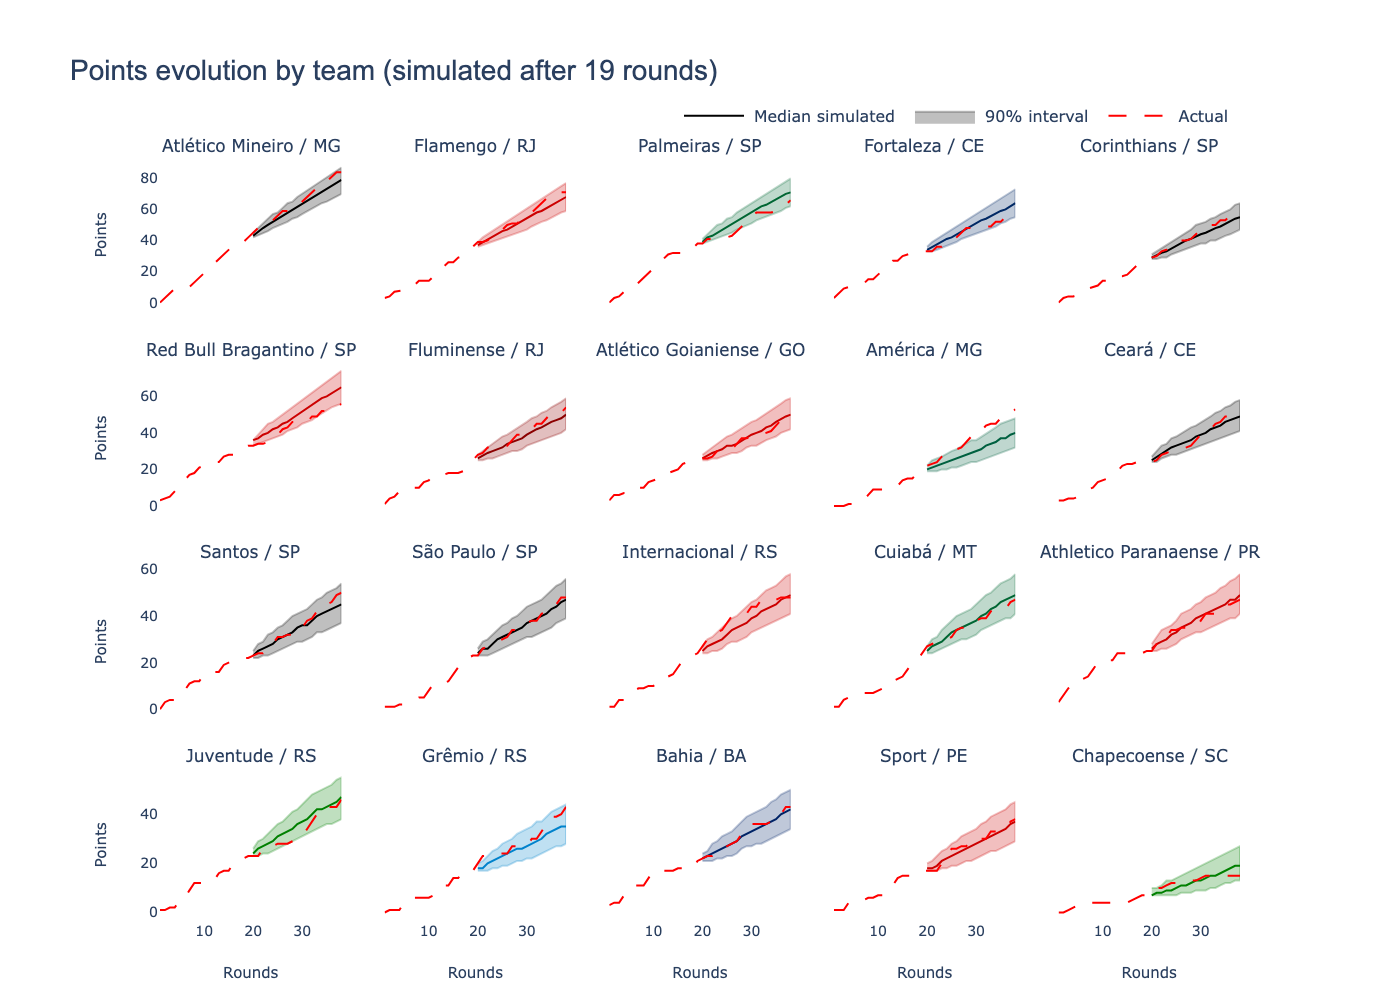 Points evolution by team (simulated after 19 rounds)
Median simulated 90% interval Actual
Atlético Mineiro / MG Flamengo / RJ Palmeiras / SP Fortaleza / CE Corinthians / SP
80
60
40
20
0
Points
Red Bull Bragantino / SP Fluminense / RJ Atlético Goianiense / GO América / MG Ceará / CE
60
40
20
0
Points
Santos / SP São Paulo / SP Internacional / RS Cuiabá / MT Athletico Paranaense / PR
60
40
20
0
Points
Juventude / RS Grêmio / RS Bahia / BA Sport / PE Chapecoense / SC
40
20
0
Points
10 20 30 10 20 30 10 20 30 10 20 30 10 20 30
Rounds Rounds Rounds Rounds Rounds